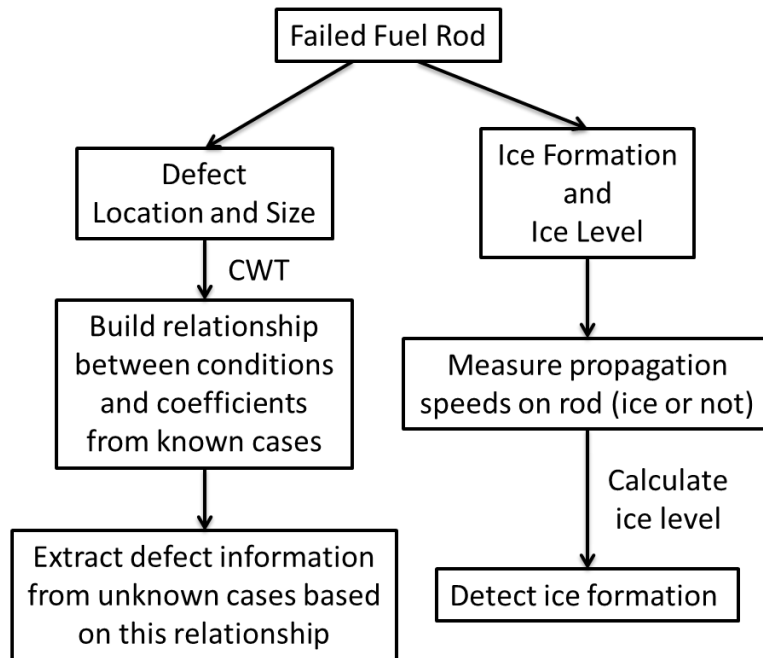 Failed Fuel Rod
Defect
Location and Size
CWT
Build relationship
between conditions
and coefficients
from known cases
Extract defect information
from unknown cases based
on this relationship
Ice Formation
and
Ice Level
Measure propagation
speeds on rod (ice or not)
Calculate
ice level
Detect ice formation